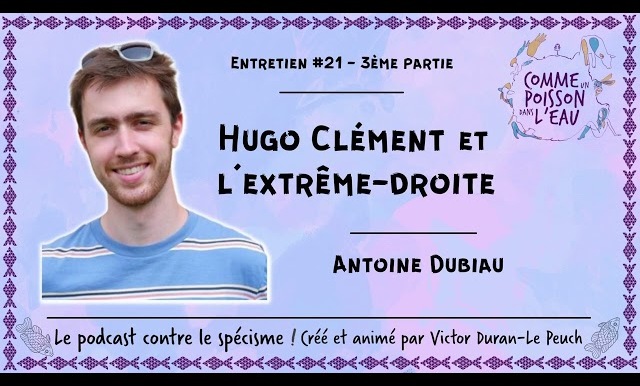 ENTRETIEN #21 - 3ÈME PARTIE
COMME UN
POISSON
DANS L'EAU
HUGO CLÉMENT ET
L'EXTRÊME-DROITE
ANTOINE DUBIAU
Le podcast contre le spécisme ! Créé et animé par Victor Duran-Le Peuch